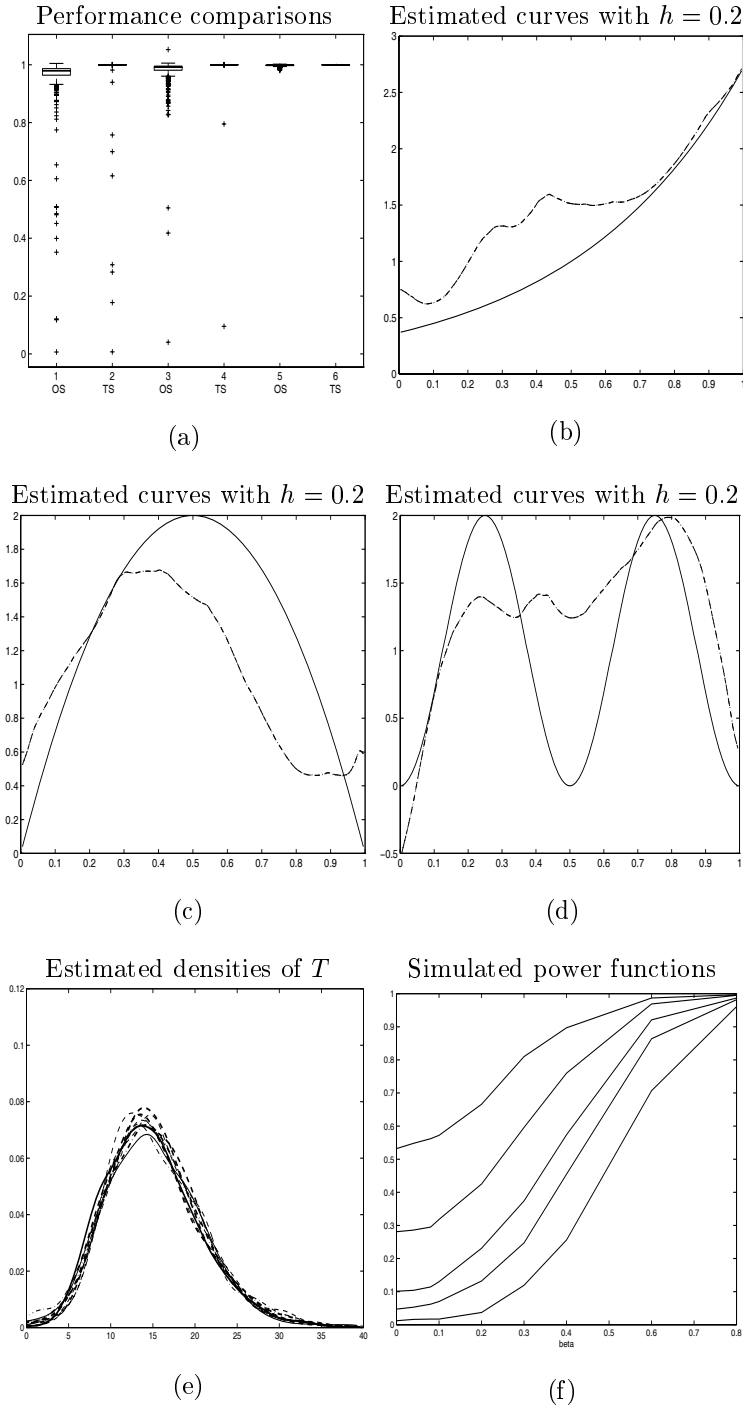 Performance comparisons
1
0.8
0.6
0.4
0.2
0
1 2 3 4 5 6
OS TS OS TS OS TS
(a)
Estimated curves with h = 0.2
3
2.5
2
1.5
1
0.5
0
0 0.1 0.2 0.3 0.4 0.5 0.6 0.7 0.8 0.9 1
(b)
Estimated curves with h = 0.2
2
1.8
1.6
1.4
1.2
1
0.8
0.6
0.4
0.2
0
0 0.1 0.2 0.3 0.4 0.5 0.6 0.7 0.8 0.9 1
(c)
Estimated curves with h = 0.2
2
1.5
1
0.5
0
−0.5
0 0.1 0.2 0.3 0.4 0.5 0.6 0.7 0.8 0.9 1
(d)
Estimated densities of T
0.12
0.1
0.08
0.06
0.04
0.02
0
0 5 10 15 20 25 30 35 40
(e)
Simulated power functions
1
0.9
0.8
0.7
0.6
0.5
0.4
0.3
0.2
0.1
0
0 0.1 0.2 0.3 0.4 0.5 0.6 0.7 0.8
beta
(f)